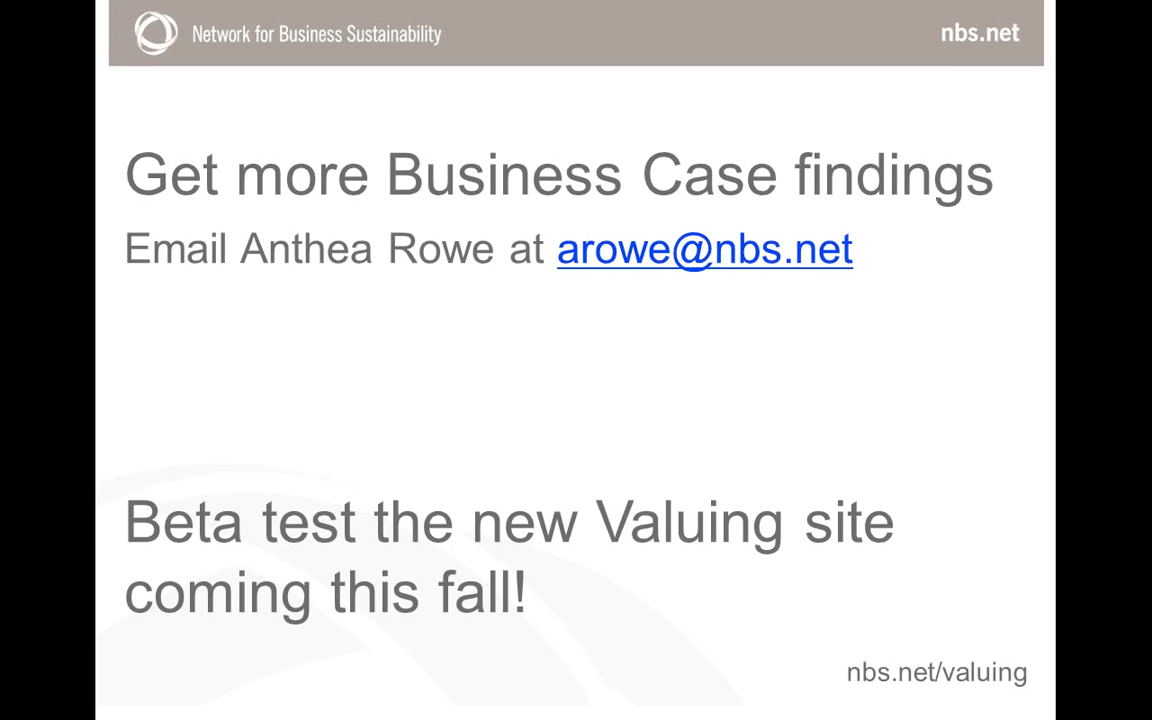 Network for Business Sustainability
nbs.net
Get more Business Case findings
Email Anthea Rowe at arowe@nbs.net
Beta test the new Valuing site
coming this fall!
nbs.net/valuing